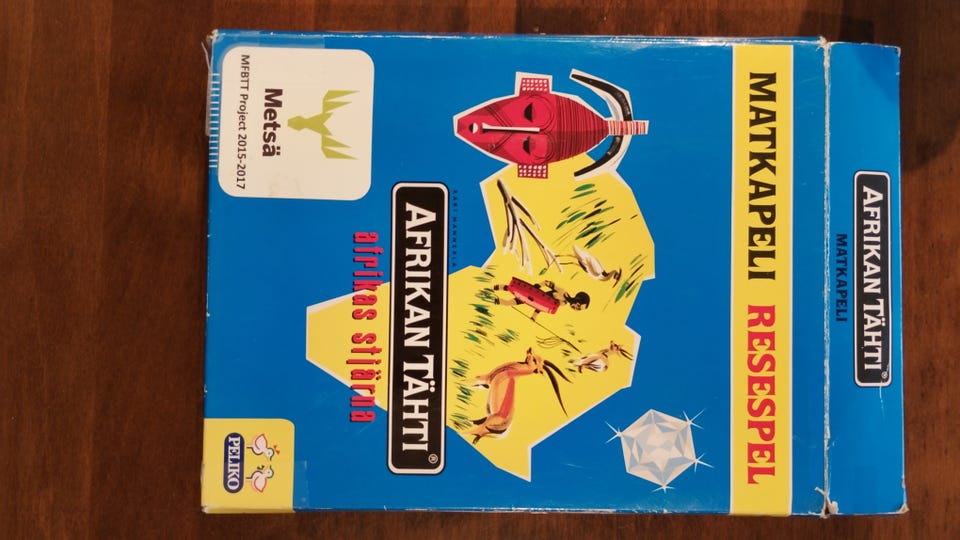 MATKAPELI RESESPEL
KARI MANNERLA
AFRIKAN TÄHTI®
afrikas stjärna
Metsä
MFBTT Project 2015-2017
PELIKO
AFRIKAN TÄHTI®
MATKAPELI